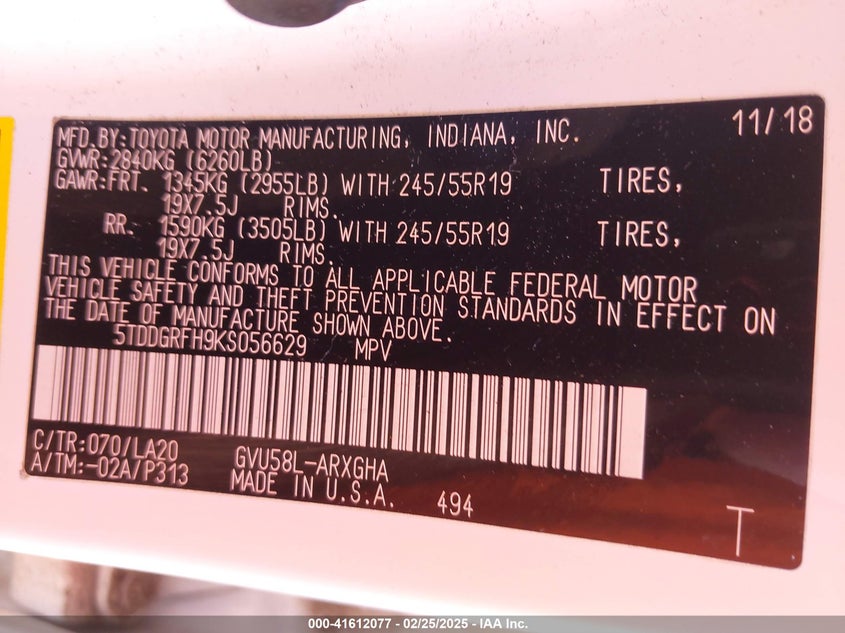 MFD. BY: TOYOTA MOTOR MANUFACTURING, INDIANA, INC. 11/18
GVWR: 2840KG (6260LB)
GAWR: FRT. 1345KG (2955LB) WITH 245/55R19 TIRES,
19X7.5J RIMS.
RR. 1590KG (3505LB) WITH 245/55R19 TIRES,
19X7.5J RIMS.
THIS VEHICLE CONFORMS TO ALL APPLICABLE FEDERAL MOTOR
VEHICLE SAFETY AND THEFT PREVENTION STANDARDS IN EFFECT ON
THE DATE OF MANUFACTURE SHOWN ABOVE.
5TDDGRFH9KS056629 MPV
C/TR: 070/LA20 GVU58L-ARXGHA
A/TM: -02A/P313 MADE IN U.S.A. 494
T
000-41612077 - 02/25/2025 - IAA Inc.